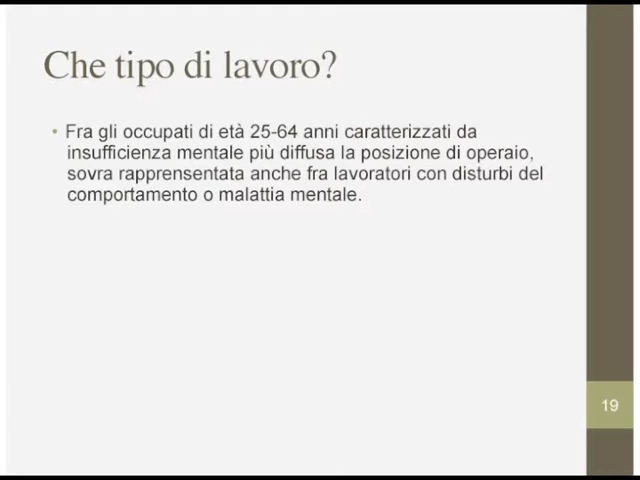 Che tipo di lavoro?
• Fra gli occupati di età 25-64 anni caratterizzati da
insufficienza mentale più diffusa la posizione di operaio,
sovra rapprensentata anche fra lavoratori con disturbi del
comportamento o malattia mentale.
19